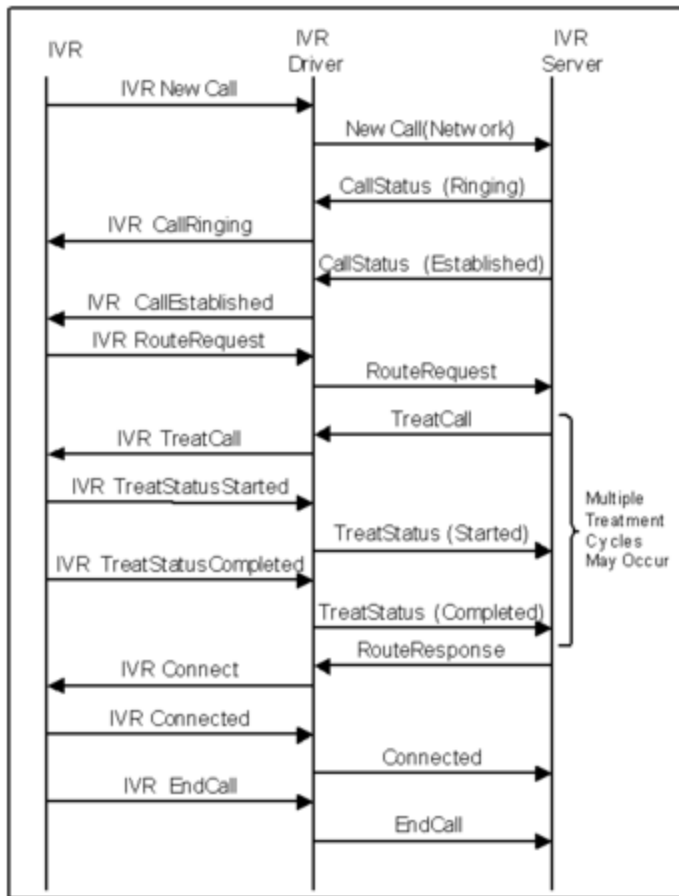 IVR
IVR
Driver
IVR
Server
IVR New Call
New Call(Network)
CallStatus (Ringing)
IVR CallRinging
CallStatus (Established)
IVR CallEstablished
IVR RouteRequest
RouteRequest
TreatCall
IVR TreatCall
IVR TreatStatusStarted
Multiple
Treatment
Cycles
May Occur
TreatStatus (Started)
IVR TreatStatusCompleted
TreatStatus (Completed)
RouteResponse
IVR Connect
IVR Connected
Connected
IVR EndCall
EndCall